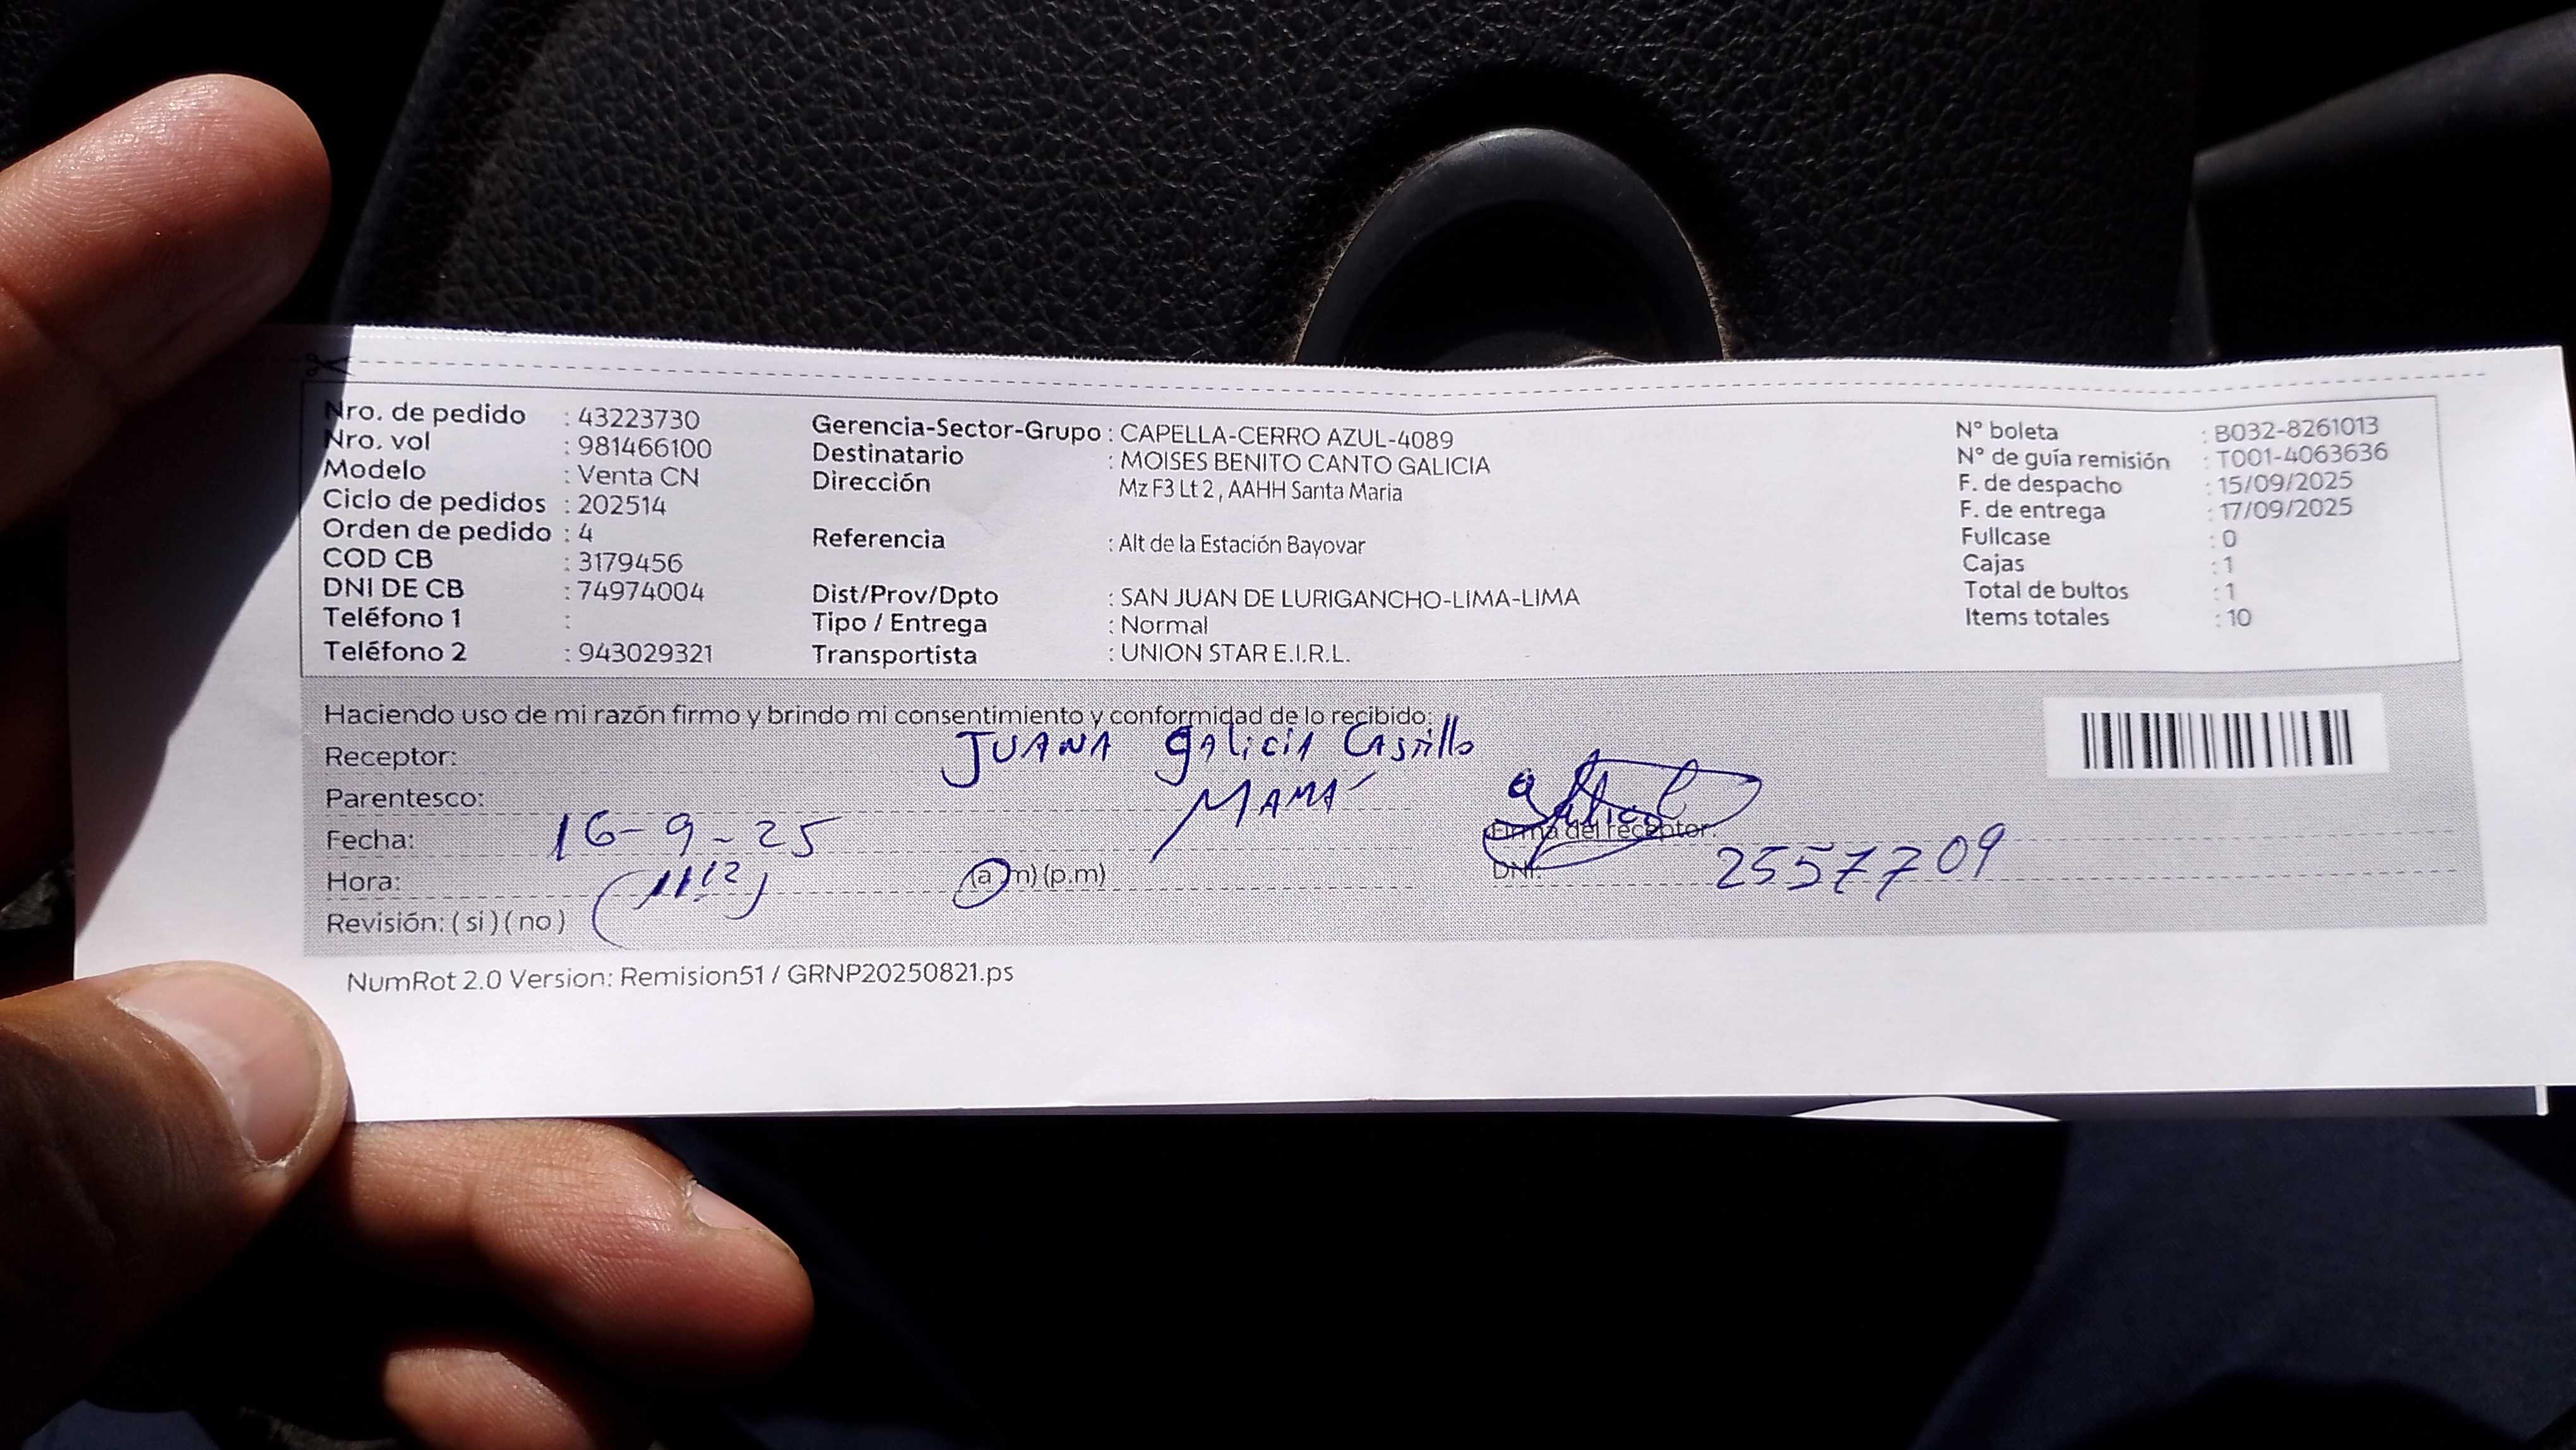 Nro. de pedido : 43223730
Nro. vol : 981466100
Modelo : Venta CN
Ciclo de pedidos : 202514
Orden de pedido : 4
COD CB : 3179456
DNI DE CB : 74974004
Teléfono 1 :
Teléfono 2 : 943029321
Gerencia-Sector-Grupo : CAPELLA-CERRO AZUL-4089
Destinatario : MOISES BENITO CANTO GALICIA
Dirección Mz F3 Lt 2 , AAHH Santa Maria
Referencia : Alt de la Estación Bayovar
Dist/Prov/Dpto : SAN JUAN DE LURIGANCHO-LIMA-LIMA
Tipo / Entrega : Normal
Transportista : UNION STAR E.I.R.L.
N° boleta : B032-8261013
N° de guía remisión : T001-4063636
F. de despacho : 15/09/2025
F. de entrega : 17/09/2025
Fullcase : 0
Cajas : 1
Total de bultos : 1
Items totales : 10
Haciendo uso de mi razón firmo y brindo mi consentimiento y conformidad de lo recibido:
Receptor: JUANA Galicia Castillo
Parentesco: MAMÁ
Fecha: 16-9-25
Firma del receptor:
Hora: (a m) (p.m)
DNI: 25577709
Revisión: ( si ) ( no )
NumRot 2.0 Version: Remision51 / GRNP20250821.ps